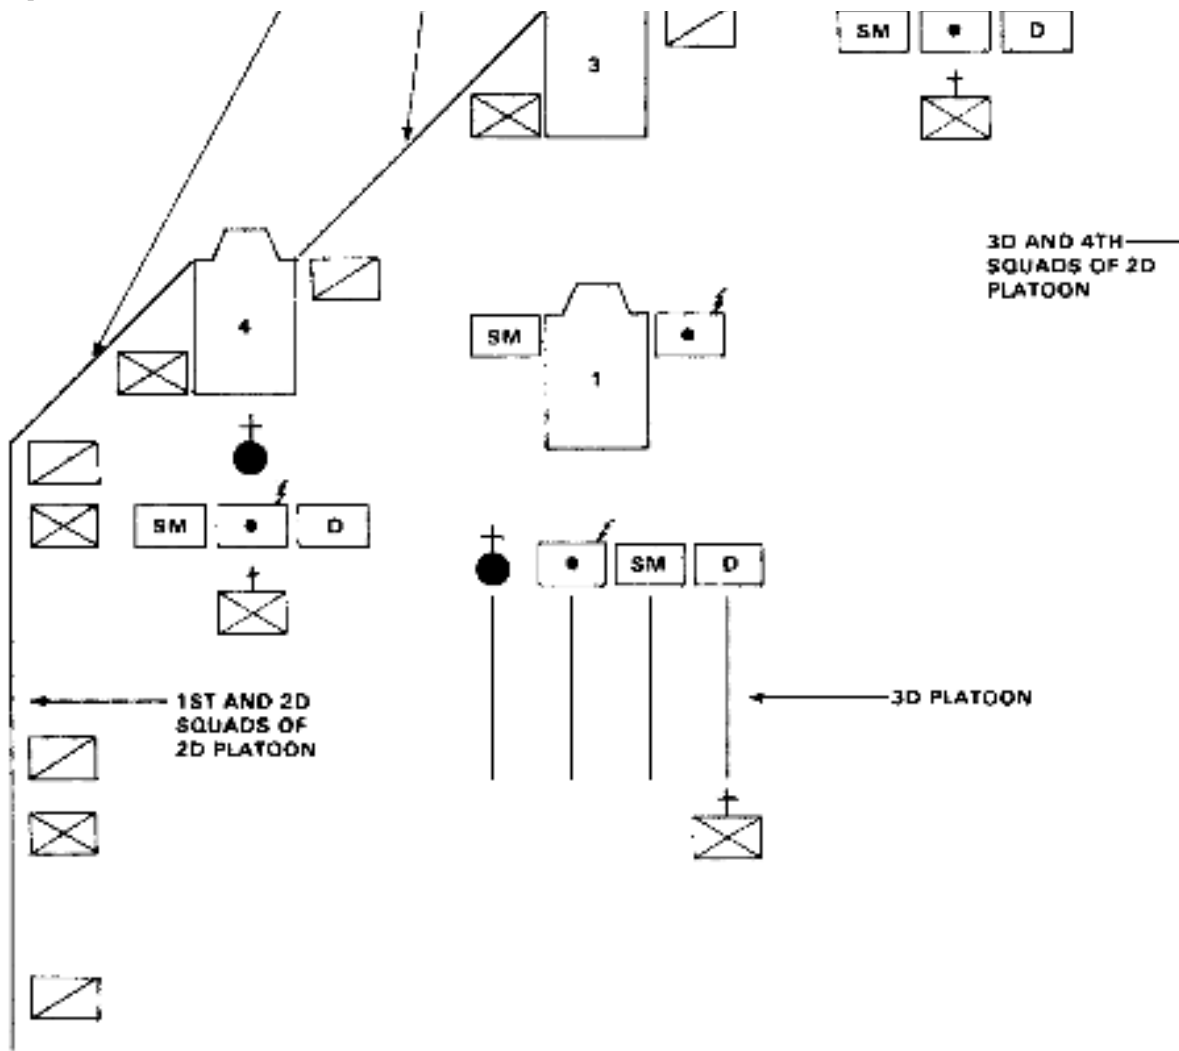 3
SM
D
3D AND 4TH
SQUADS OF 2D
PLATOON
4
SM
1
SM
D
SM
D
1ST AND 2D
SQUADS OF
2D PLATOON
3D PLATOON